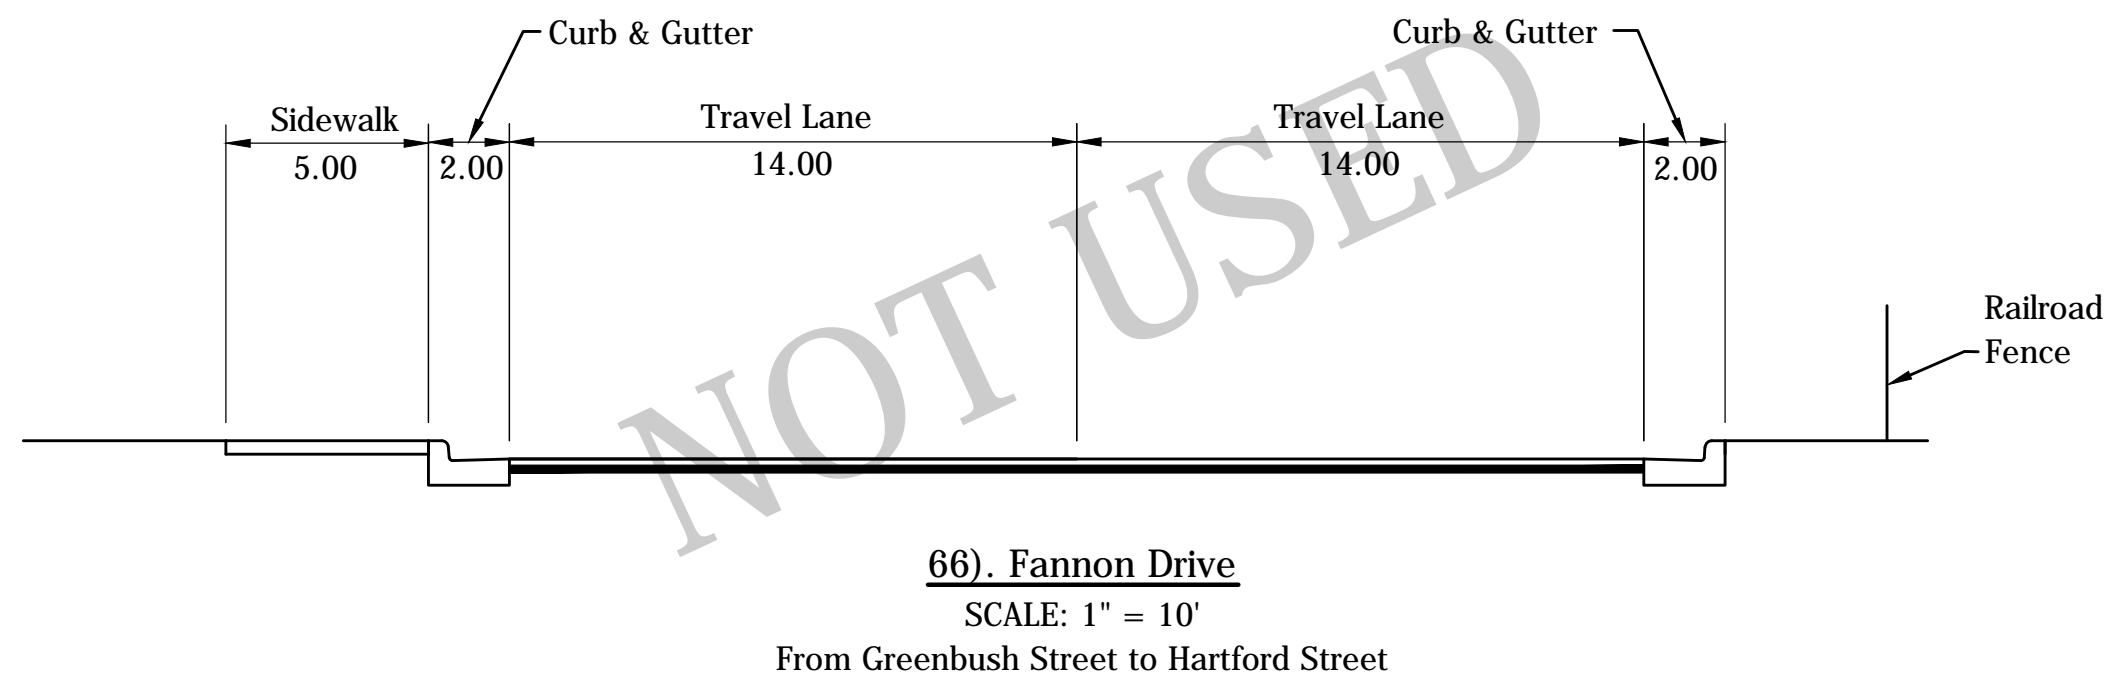 Curb & Gutter
Curb & Gutter
Sidewalk
Travel Lane
Travel Lane
5.00
2.00
14.00
14.00
2.00
NOT USED
Railroad
Fence
66). Fannon Drive
SCALE: 1" = 10'
From Greenbush Street to Hartford Street